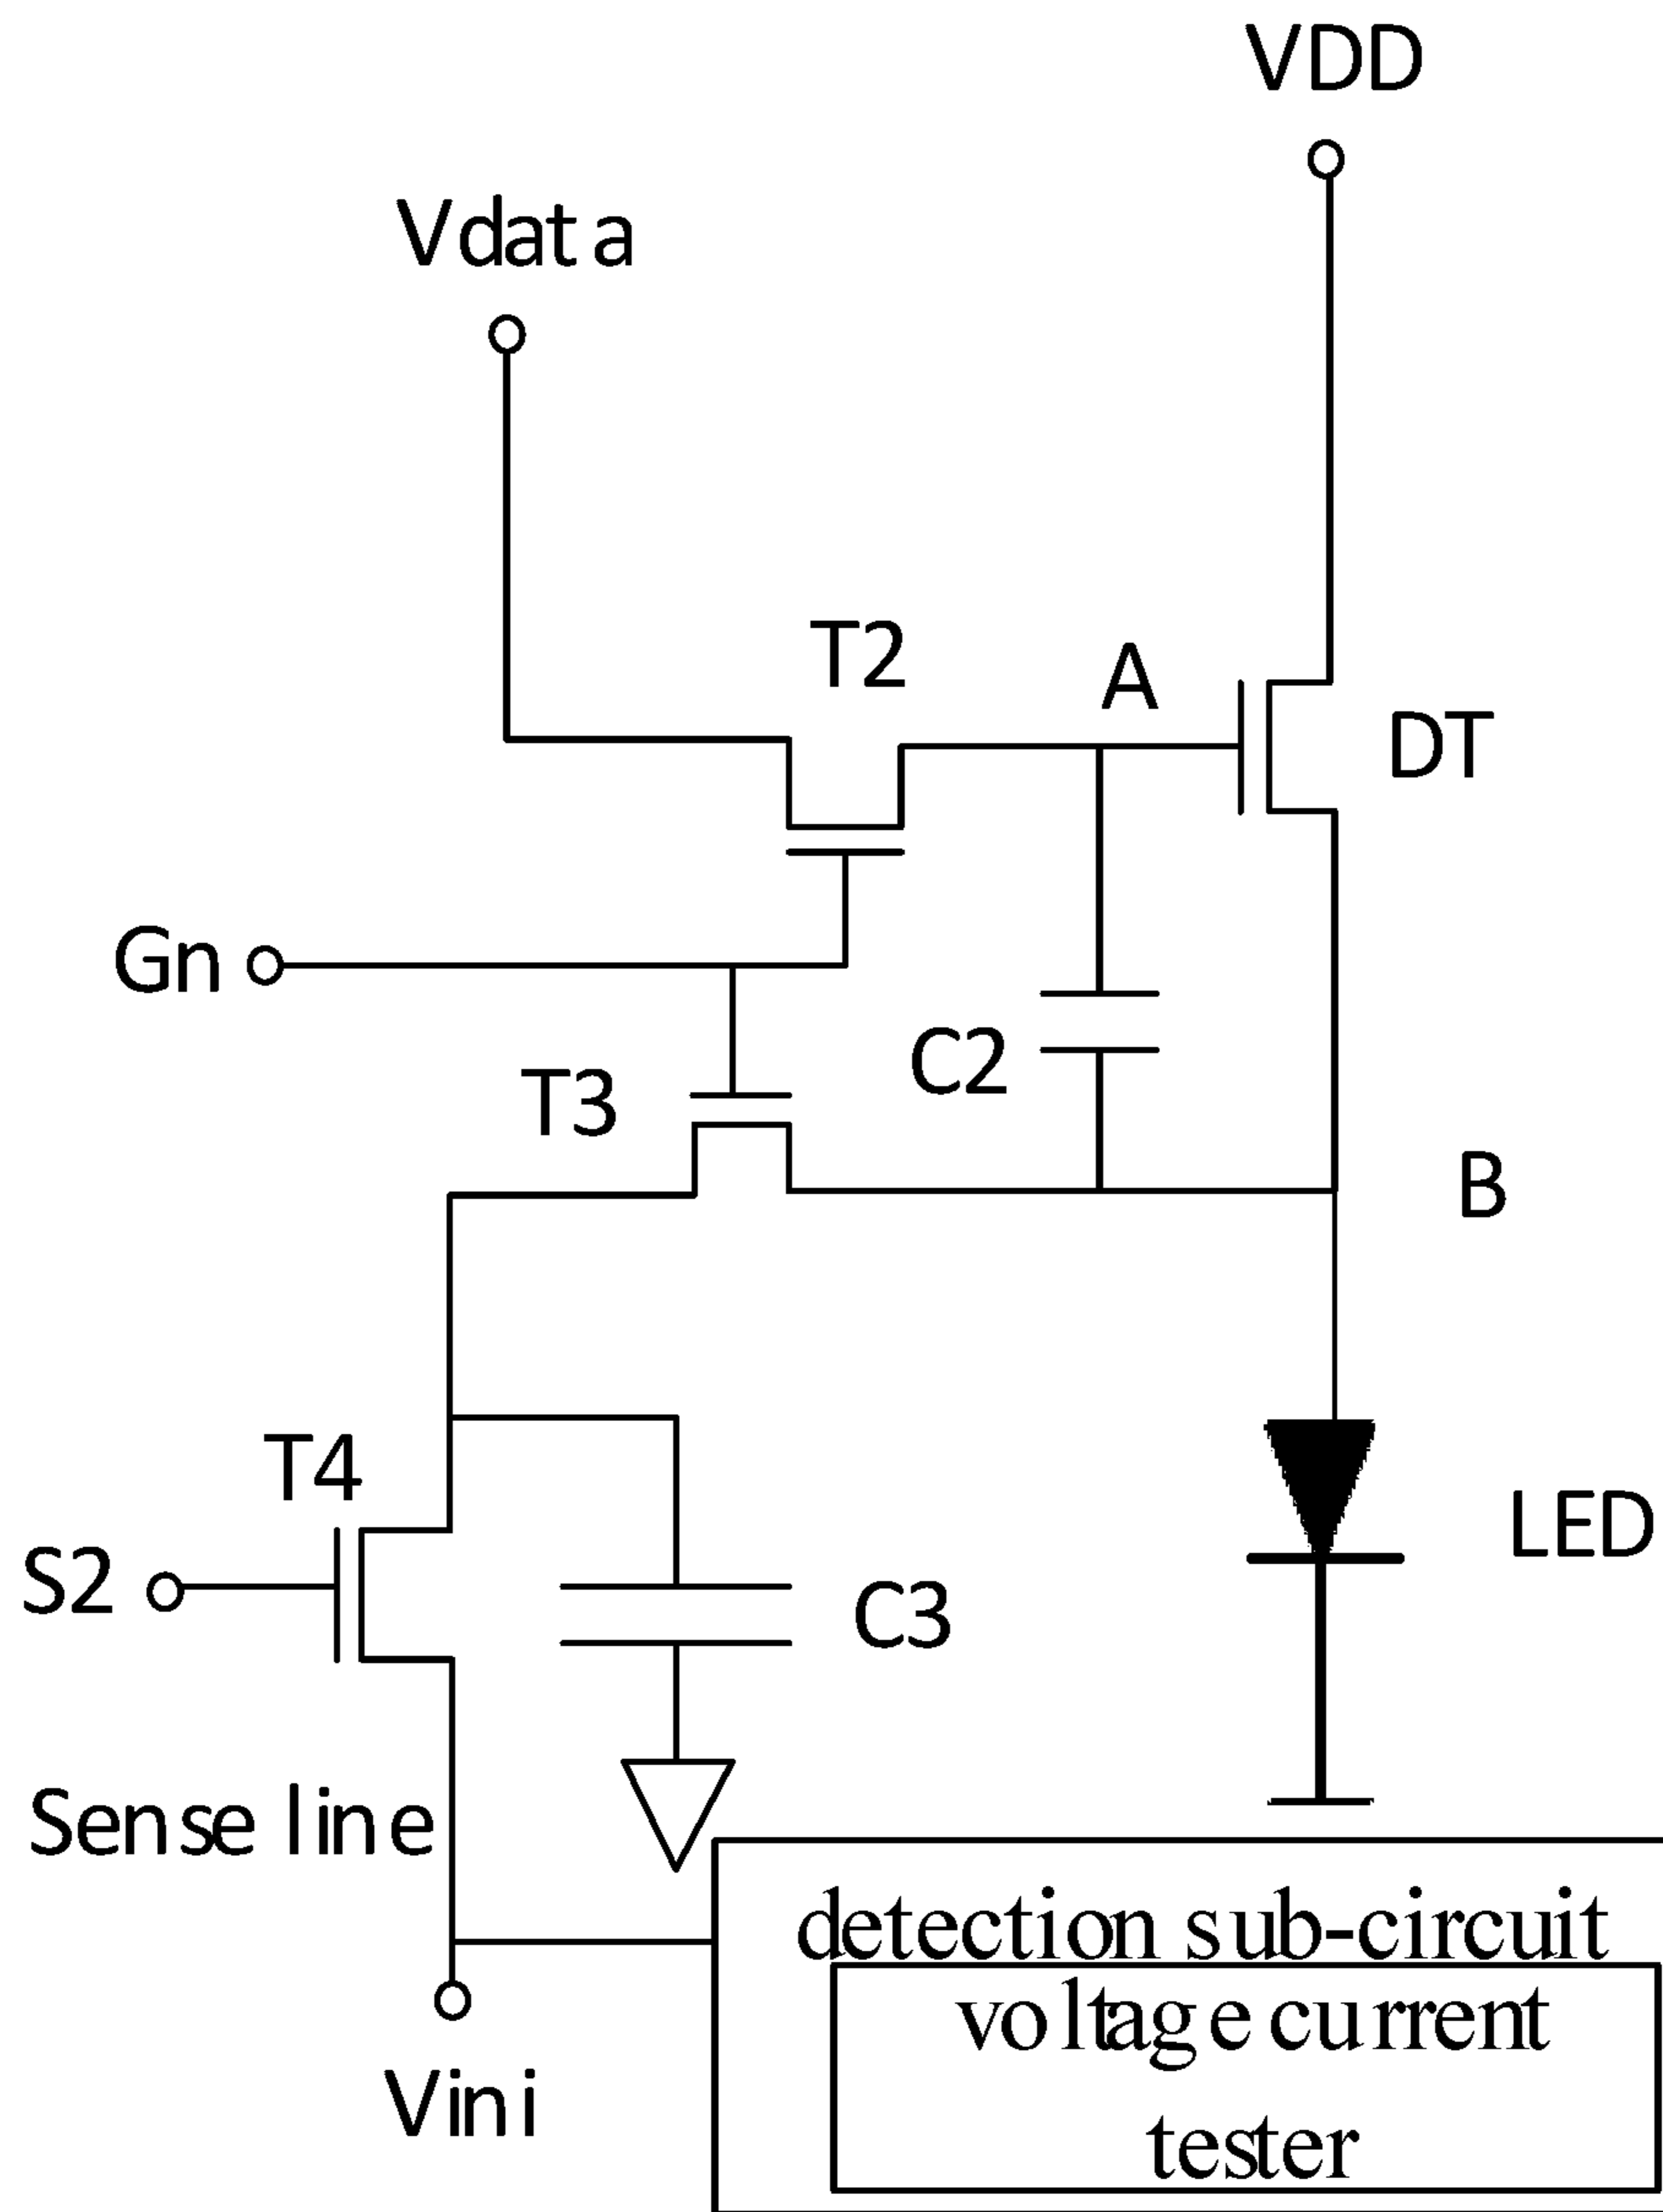 VDD
Vdata
T2
A
DT
Gn
C2
T3
B
T4
LED
S2
C3
Sense line
detection sub-circuit
voltage current
tester
Vini